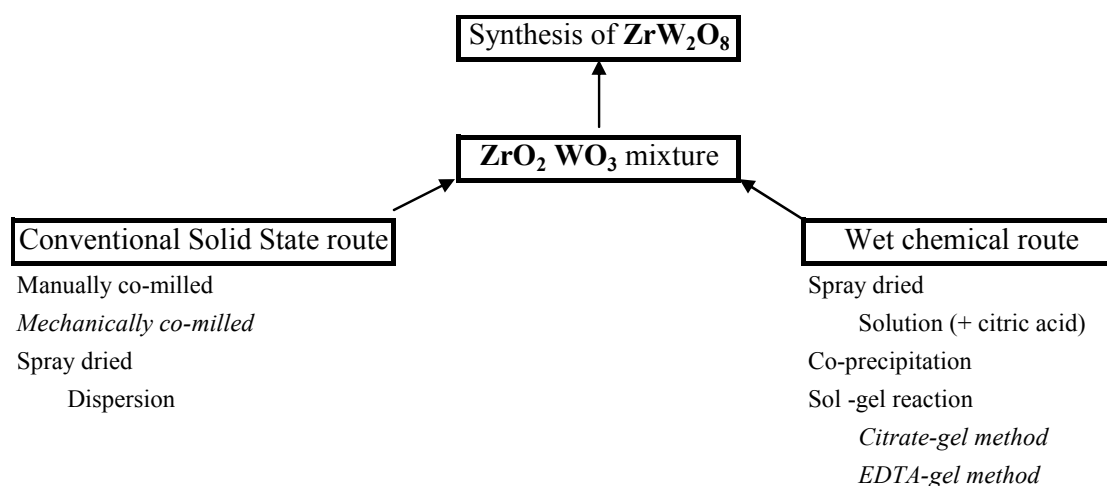 Synthesis of ZrW₂O₈
ZrO₂ WO₃ mixture
Conventional Solid State route
Manually co-milled
Mechanically co-milled
Spray dried
Dispersion
Wet chemical route
Spray dried
Solution (+ citric acid)
Co-precipitation
Sol -gel reaction
Citrate-gel method
EDTA-gel method